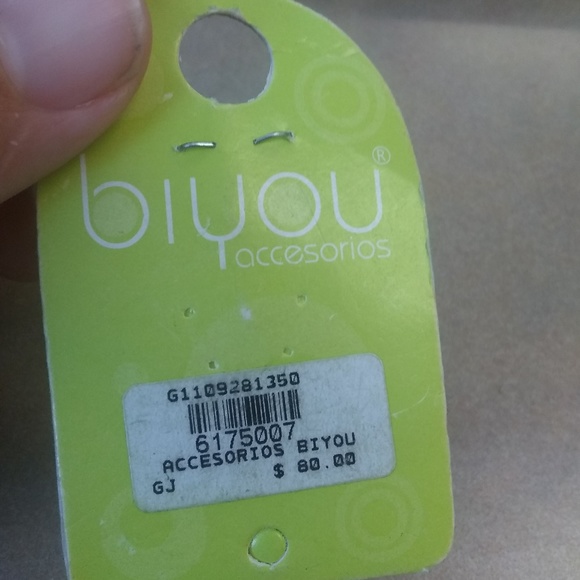 biyou®
accesorios
G1109281350
6175007
ACCESORIOS BIYOU
GJ $ 80.00